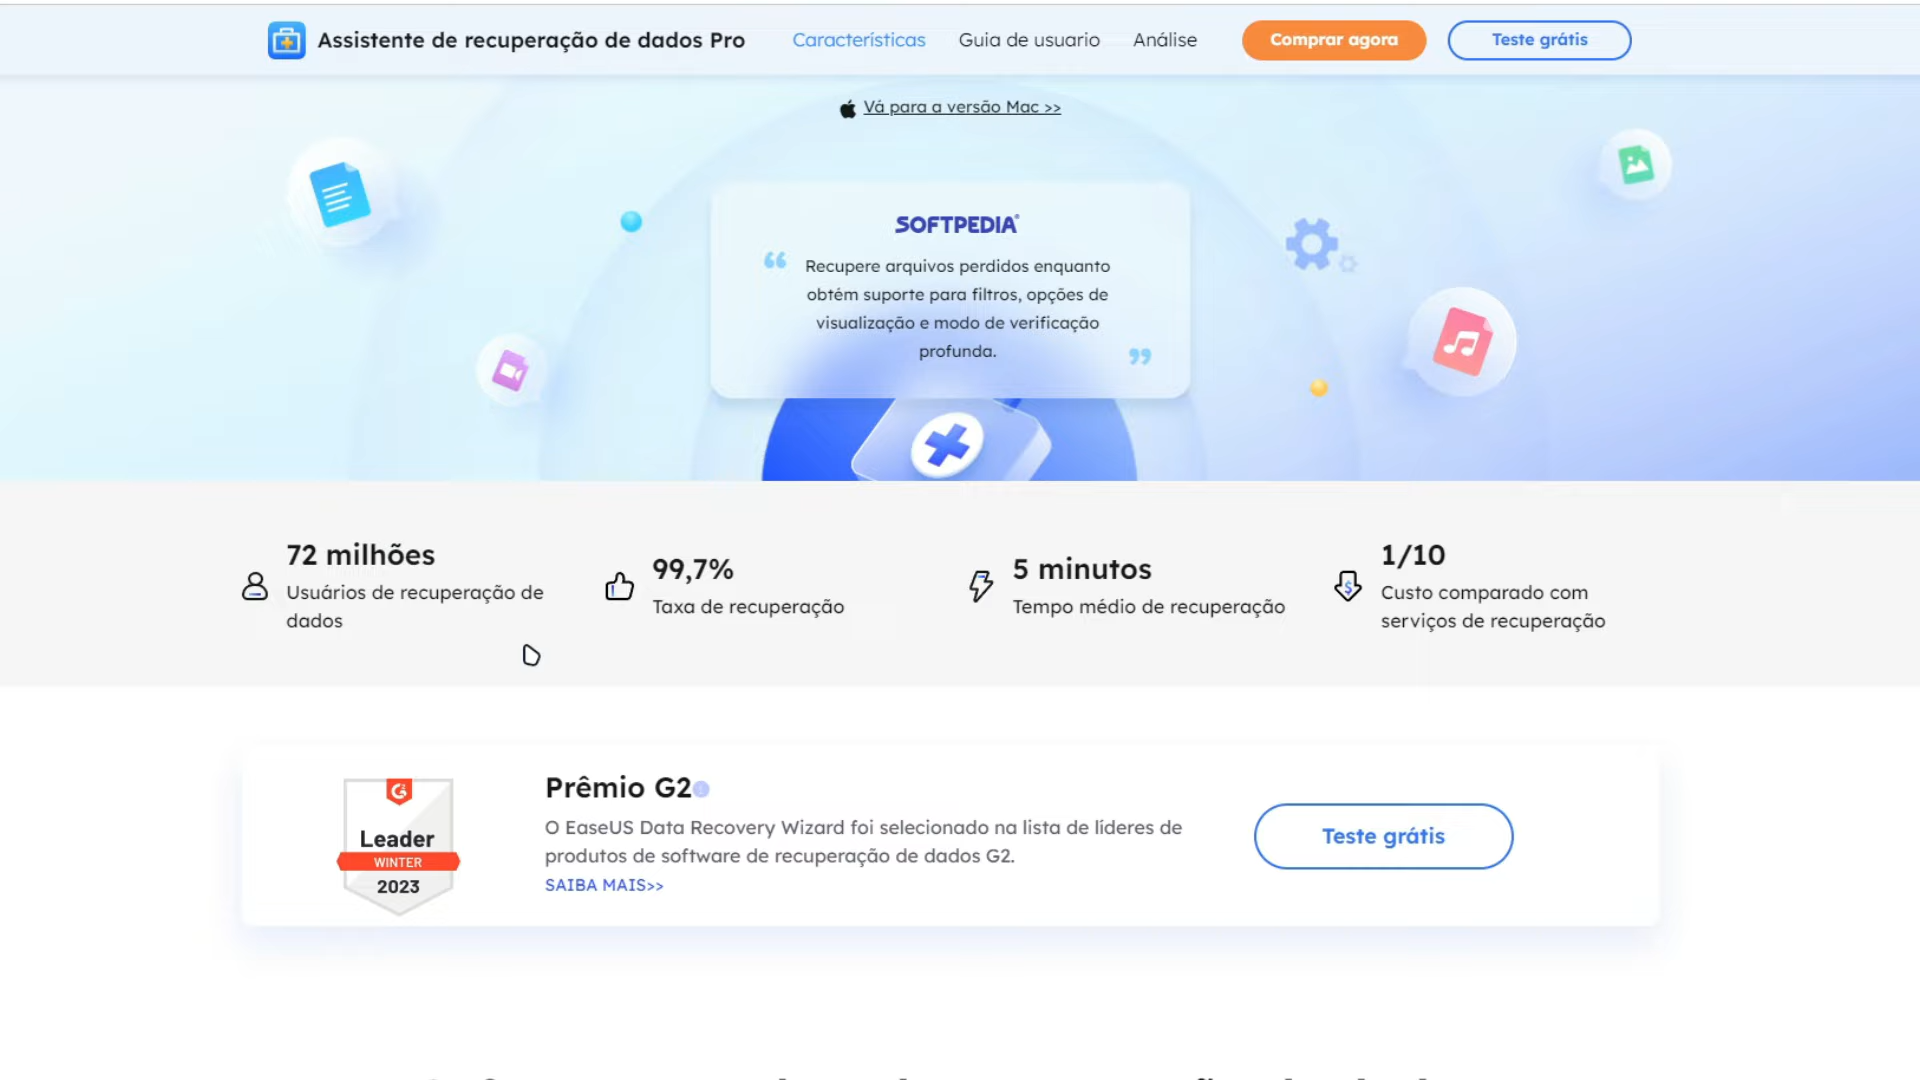 Assistente de recuperação de dados Pro
Características
Guia de usuario
Análise
Comprar agora
Teste grátis
Vá para a versão Mac >>
SOFTPEDIA®
“ Recupere arquivos perdidos enquanto
obtém suporte para filtros, opções de
visualização e modo de verificação
profunda. ”
72 milhões
Usuários de recuperação de
dados
99,7%
Taxa de recuperação
5 minutos
Tempo médio de recuperação
1/10
Custo comparado com
serviços de recuperação
Leader
WINTER
2023
Prêmio G2
O EaseUS Data Recovery Wizard foi selecionado na lista de líderes de
produtos de software de recuperação de dados G2.
SAIBA MAIS>>
Teste grátis